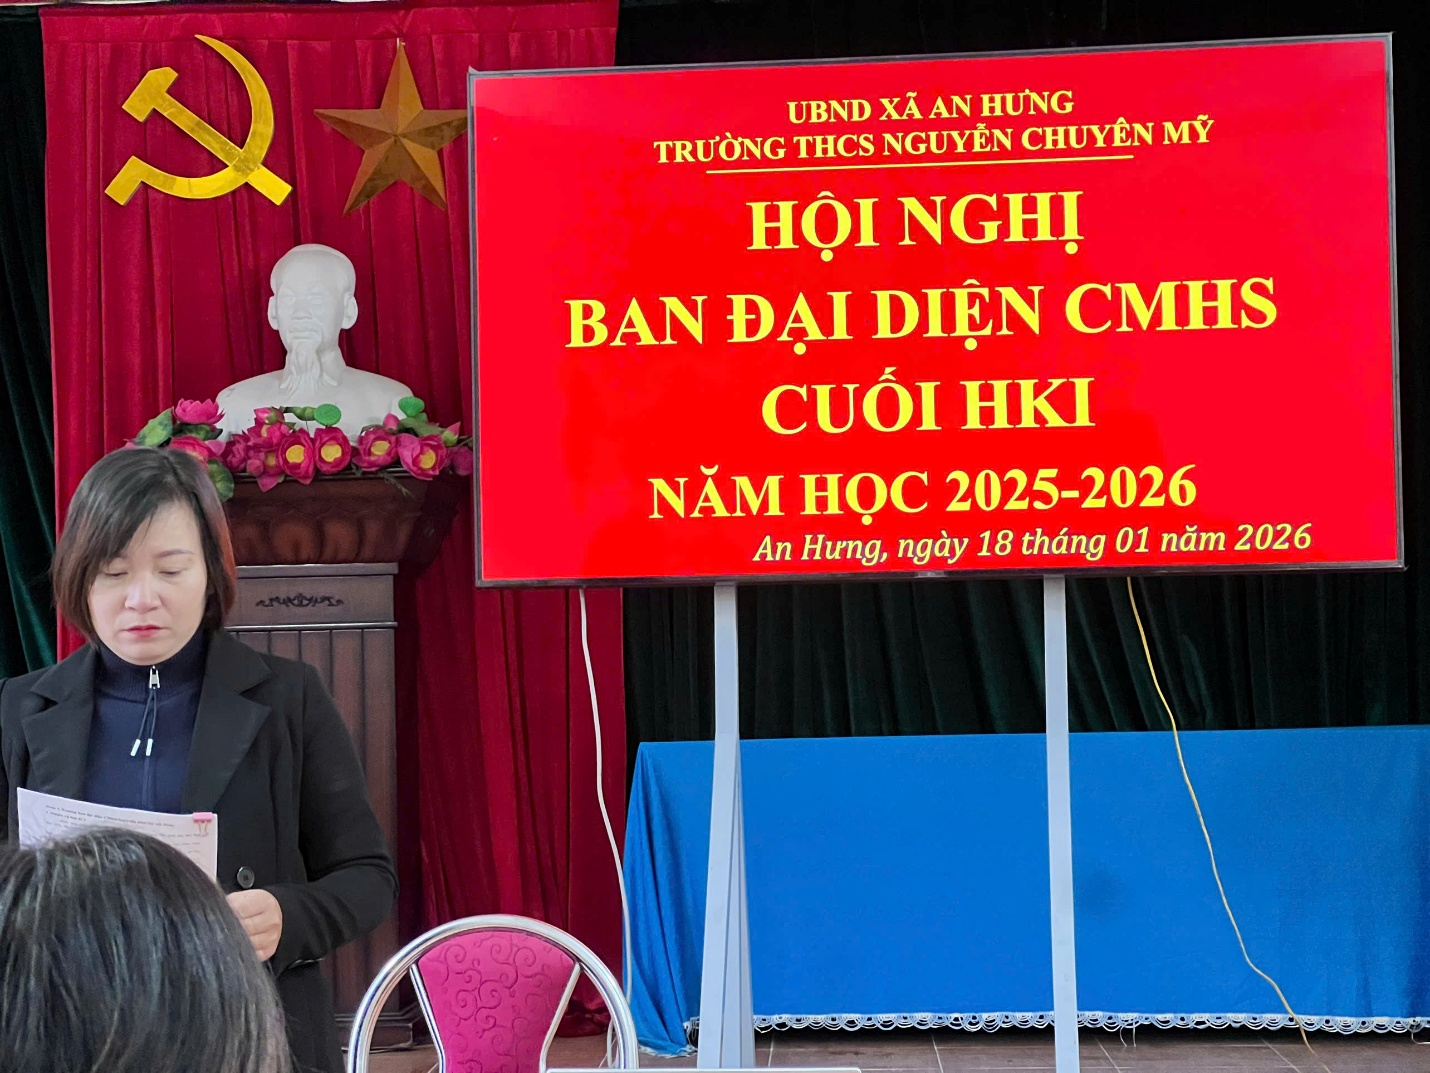 UBND XÃ AN HƯNG
TRƯỜNG THCS NGUYỄN CHUYÊN MỸ
HỘI NGHỊ
BAN ĐẠI DIỆN CMHS
CUỐI HKI
NĂM HỌC 2025-2026
An Hưng, ngày 18 tháng 01 năm 2026